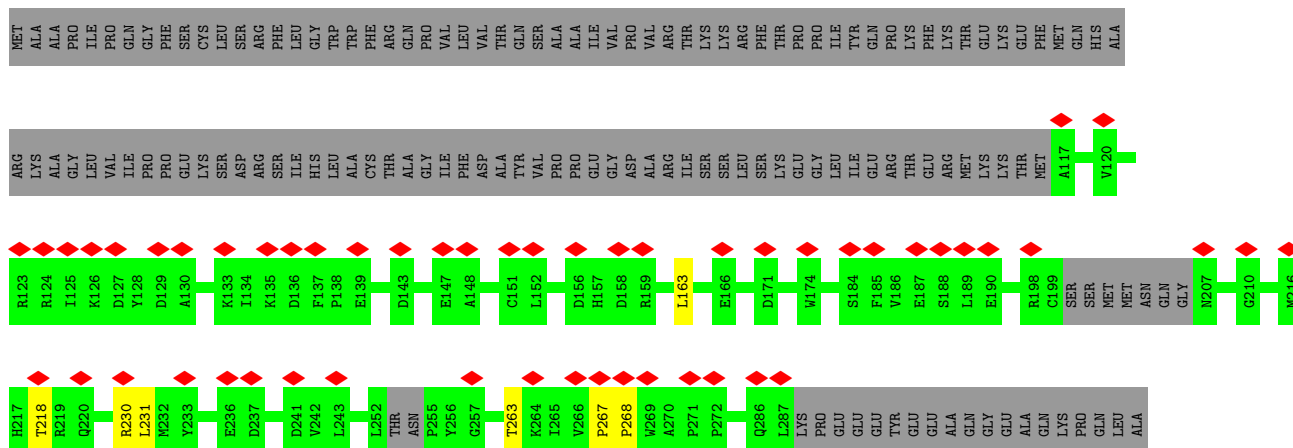 MET ALA ALA PRO ILE PRO GLN GLY PHE SER CYS LEU SER ARG PHE LEU GLY TRP TRP PHE ARG GLN PRO VAL LEU VAL THR GLN SER ALA ALA ILE VAL PRO VAL ARG THR LYS LYS ARG PHE THR PRO PRO ILE TYR GLN PRO LYS PHE LYS THR GLU LYS GLU PHE MET GLN HIS ALA
ARG LYS ALA GLY LEU VAL ILE PRO PRO GLU LYS SER ASP ARG SER ILE HIS LEU ALA CYS THR ALA GLY ILE PHE ASP ALA TYR VAL PRO PRO GLU GLY ASP ALA ARG ILE SER SER LEU SER LYS GLU GLY LEU ILE GLU ARG THR GLU ARG MET LYS LYS THR MET A117 V120
R123 R124 I125 K126 D127 Y128 D129 A130 K133 I134 K135 D136 F137 P138 E139 D143 E147 A148 C151 L152 D156 H157 D158 R159 L163 E166 D171 W174 S184 F185 V186 E187 S188 L189 E190 R198 C199 SER SER MET MET ASN GLN GLY N207 G210 M216
H217 T218 R219 Q220 R230 L231 M232 Y233 E236 D237 D241 V242 L243 L252 THR ASN P255 Y256 G257 T263 K264 I265 V266 P267 P268 W269 A270 P271 P272 Q286 L287 LYS PRO GLU GLU GLU TYR GLU GLU ALA GLN GLY GLU ALA GLN LYS PRO GLN LEU ALA